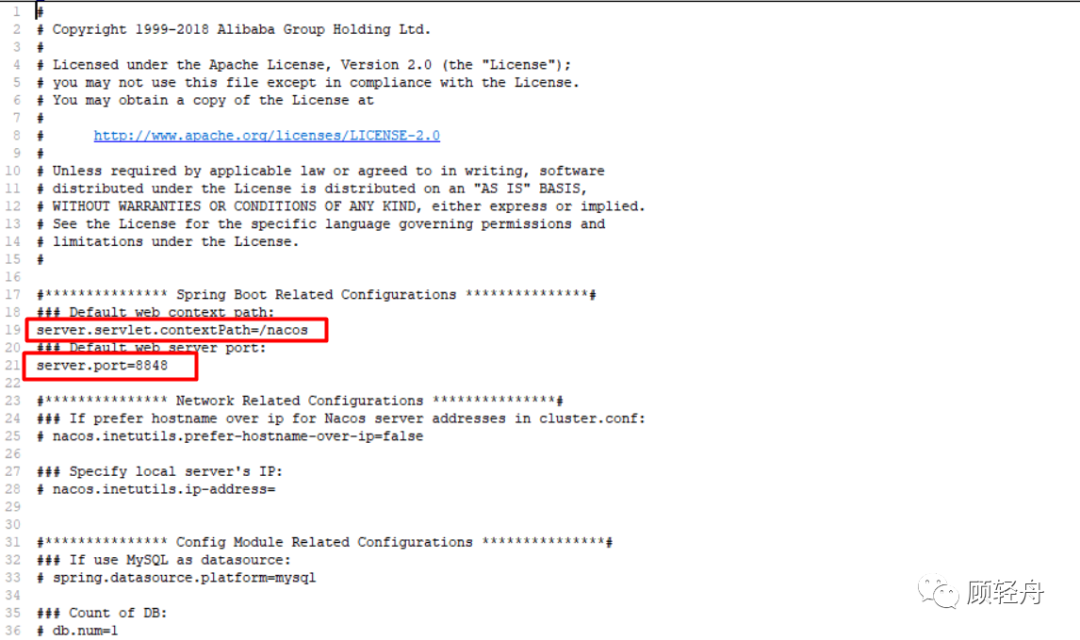 1 #
2 # Copyright 1999-2018 Alibaba Group Holding Ltd.
3 #
4 # Licensed under the Apache License, Version 2.0 (the "License");
5 # you may not use this file except in compliance with the License.
6 # You may obtain a copy of the License at
7 #
8 #      http://www.apache.org/licenses/LICENSE-2.0
9 #
10 # Unless required by applicable law or agreed to in writing, software
11 # distributed under the License is distributed on an "AS IS" BASIS,
12 # WITHOUT WARRANTIES OR CONDITIONS OF ANY KIND, either express or implied.
13 # See the License for the specific language governing permissions and
14 # limitations under the License.
15 #
16
17 #*************** Spring Boot Related Configurations ***************#
18 ### Default web context path:
19 server.servlet.contextPath=/nacos
20 ### Default web server port:
21 server.port=8848
22
23 #*************** Network Related Configurations ***************#
24 ### If prefer hostname over ip for Nacos server addresses in cluster.conf:
25 # nacos.inetutils.prefer-hostname-over-ip=false
26
27 ### Specify local server's IP:
28 # nacos.inetutils.ip-address=
29
30
31 #*************** Config Module Related Configurations ***************#
32 ### If use MySQL as datasource:
33 # spring.datasource.platform=mysql
34
35 ### Count of DB:
36 # db.num=1
顾轻舟